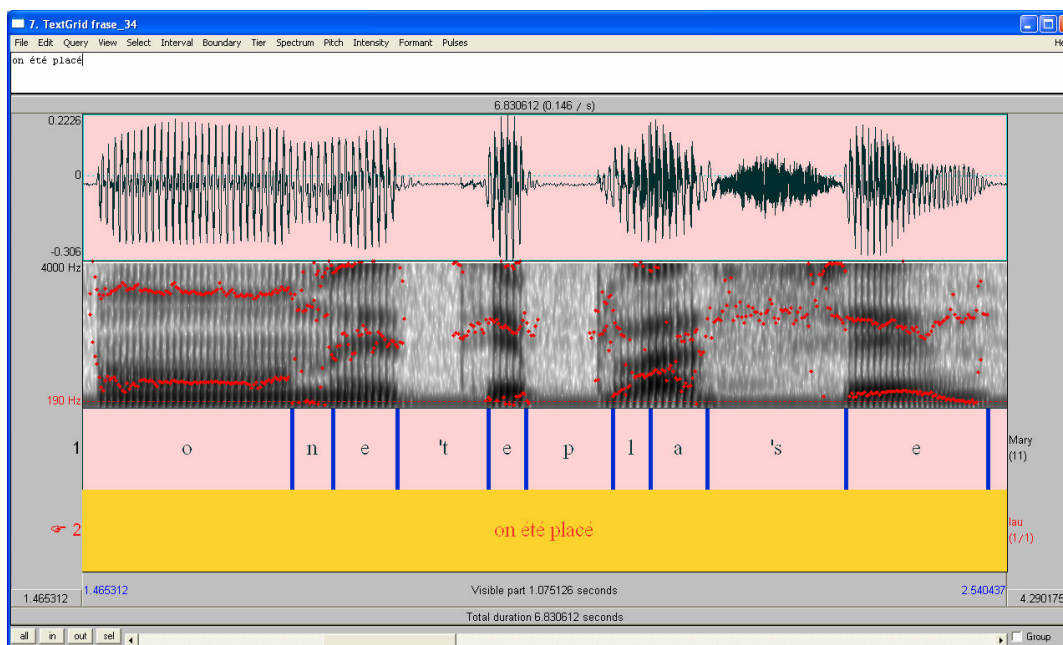 7. TextGrid frase_34
File Edit Query View Select Interval Boundary Tier Spectrum Pitch Intensity Formant Pulses He
on été placé
6.830612 (0.146 / s)
0.2226
0
-0.306
4000 Hz
190 Hz
1 o n e 't e p l a 's e Mary (11)
☞ 2 on été placé lau (1/1)
1.465312 Visible part 1.075126 seconds 2.540437
1.465312 4.290175
Total duration 6.830612 seconds
all in out sel Group